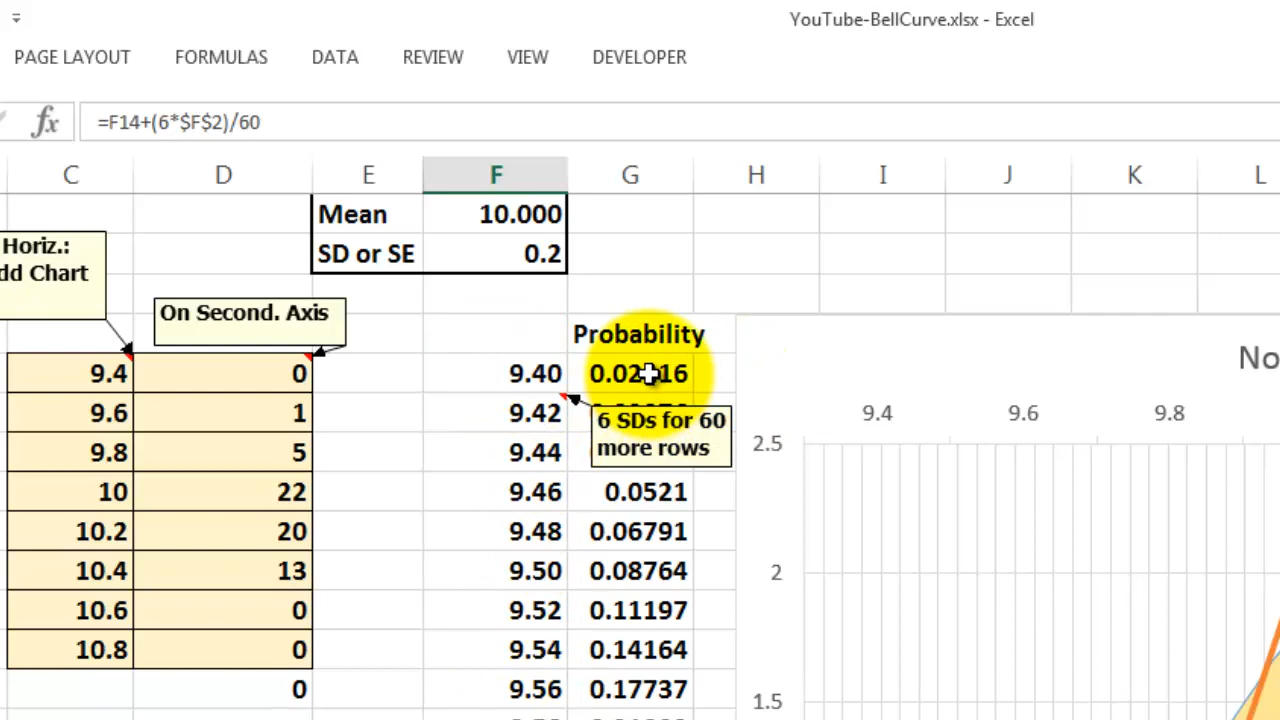 YouTube-BellCurve.xlsx - Excel
PAGE LAYOUT FORMULAS DATA REVIEW VIEW DEVELOPER
fx =F14+(6*$F$2)/60
C D E F G H I J K L
Mean 10.000
SD or SE 0.2
Horiz.:
dd Chart
On Second. Axis
Probability
No
9.4 0 9.40
9.6 1 9.42
6 SDs for 60
more rows
9.8 5 9.44
10 22 9.46 0.0521
10.2 20 9.48 0.06791
10.4 13 9.50 0.08764
10.6 0 9.52 0.11197
10.8 0 9.54 0.14164
0 9.56 0.17737
9.4 9.6 9.8
2.5
2
1.5